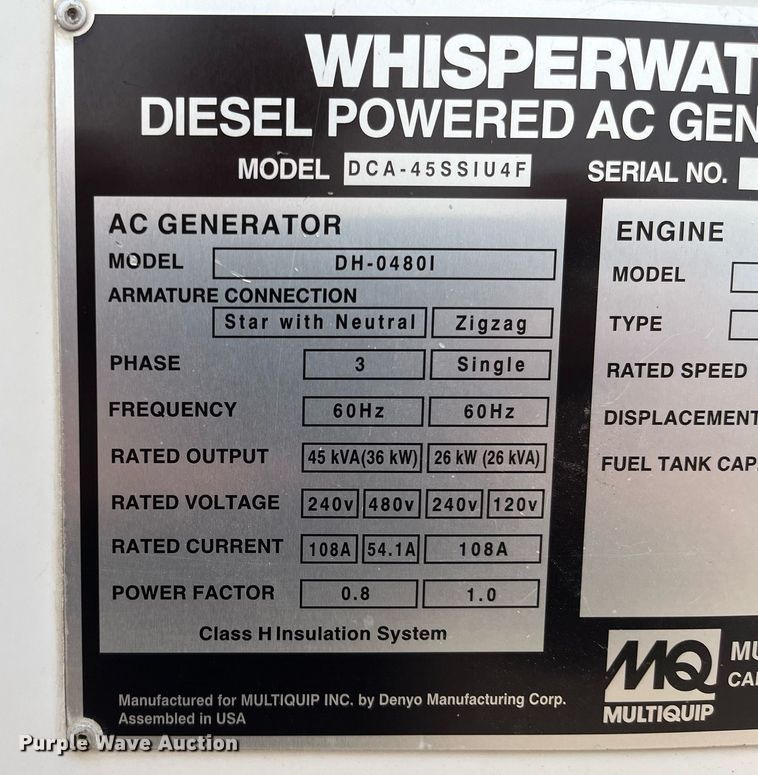 WHISPERWAT
DIESEL POWERED AC GEN
MODEL DCA-45SSIU4F SERIAL NO.
AC GENERATOR
MODEL DH-0480I
ARMATURE CONNECTION
Star with Neutral Zigzag
PHASE 3 Single
FREQUENCY 60Hz 60Hz
RATED OUTPUT 45 kVA(36 kW) 26 kW (26 kVA)
RATED VOLTAGE 240v 480v 240v 120v
RATED CURRENT 108A 54.1A 108A
POWER FACTOR 0.8 1.0
Class H Insulation System
ENGINE
MODEL
TYPE
RATED SPEED
DISPLACEMENT
FUEL TANK CAP
Manufactured for MULTIQUIP INC. by Denyo Manufacturing Corp.
Assembled in USA
MQ
MULTIQUIP
MU
CA
Purple Wave Auction